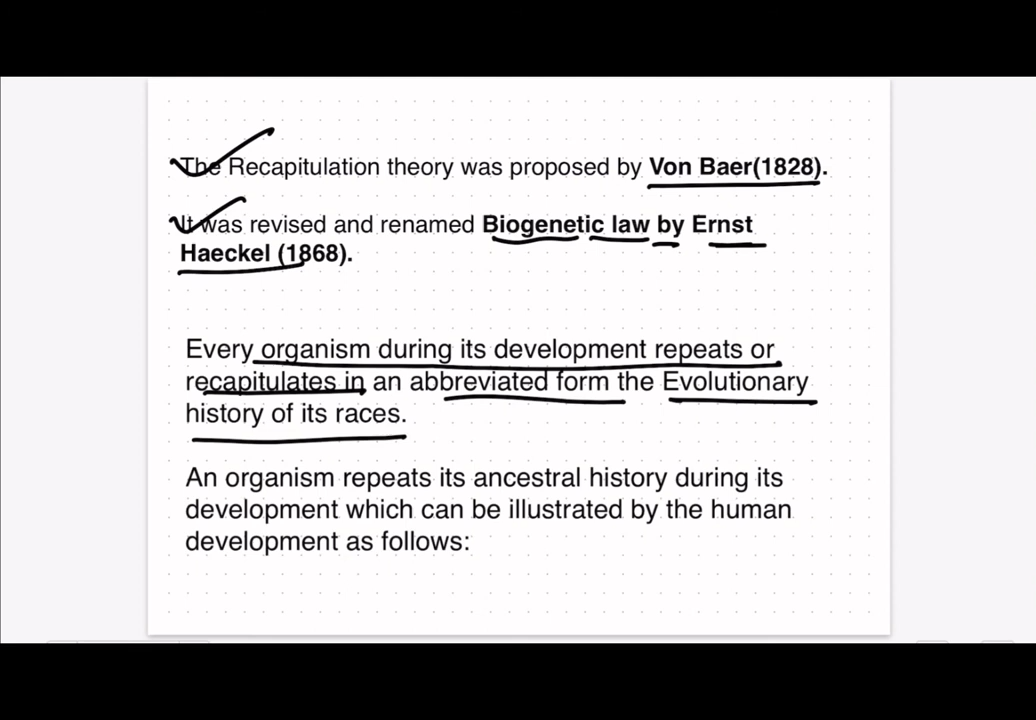 The Recapitulation theory was proposed by Von Baer(1828).
It was revised and renamed Biogenetic law by Ernst
Haeckel (1868).
Every organism during its development repeats or
recapitulates in an abbreviated form the Evolutionary
history of its races.
An organism repeats its ancestral history during its
development which can be illustrated by the human
development as follows: